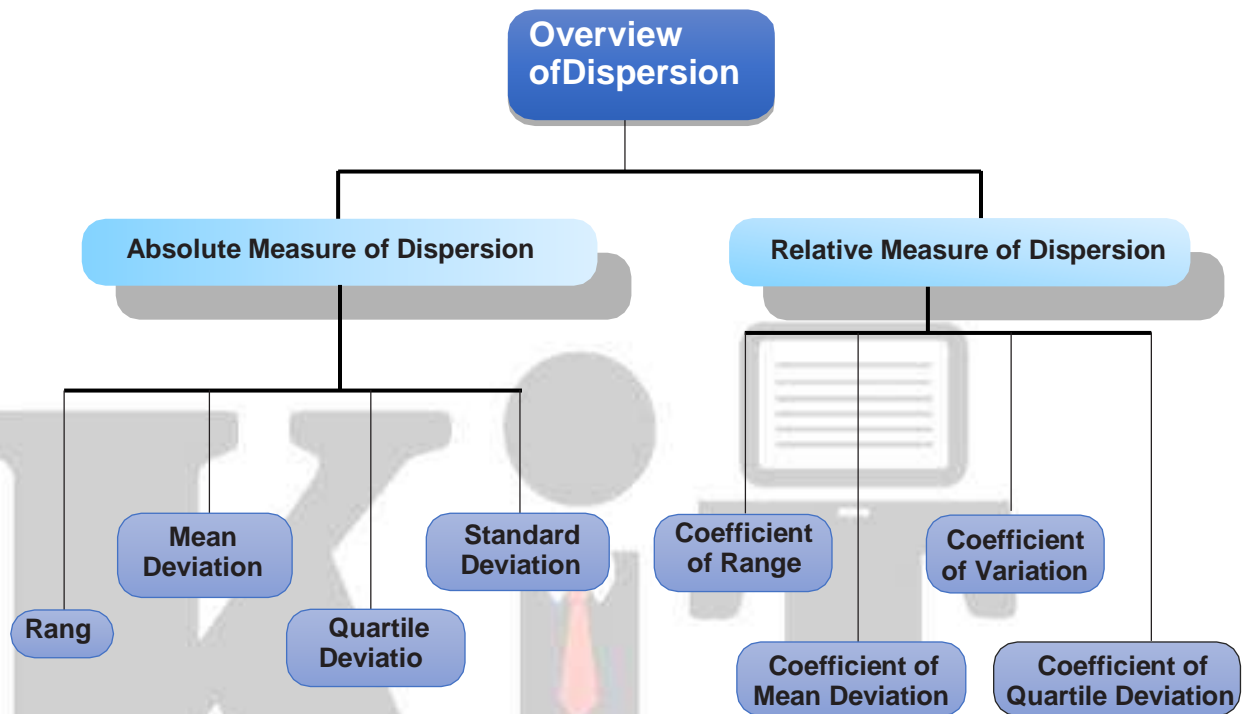 Overview
ofDispersion
Absolute Measure of Dispersion
Relative Measure of Dispersion
Rang
Mean
Deviation
Quartile
Deviatio
Standard
Deviation
Coefficient
of Range
Coefficient of
Mean Deviation
Coefficient
of Variation
Coefficient of
Quartile Deviation